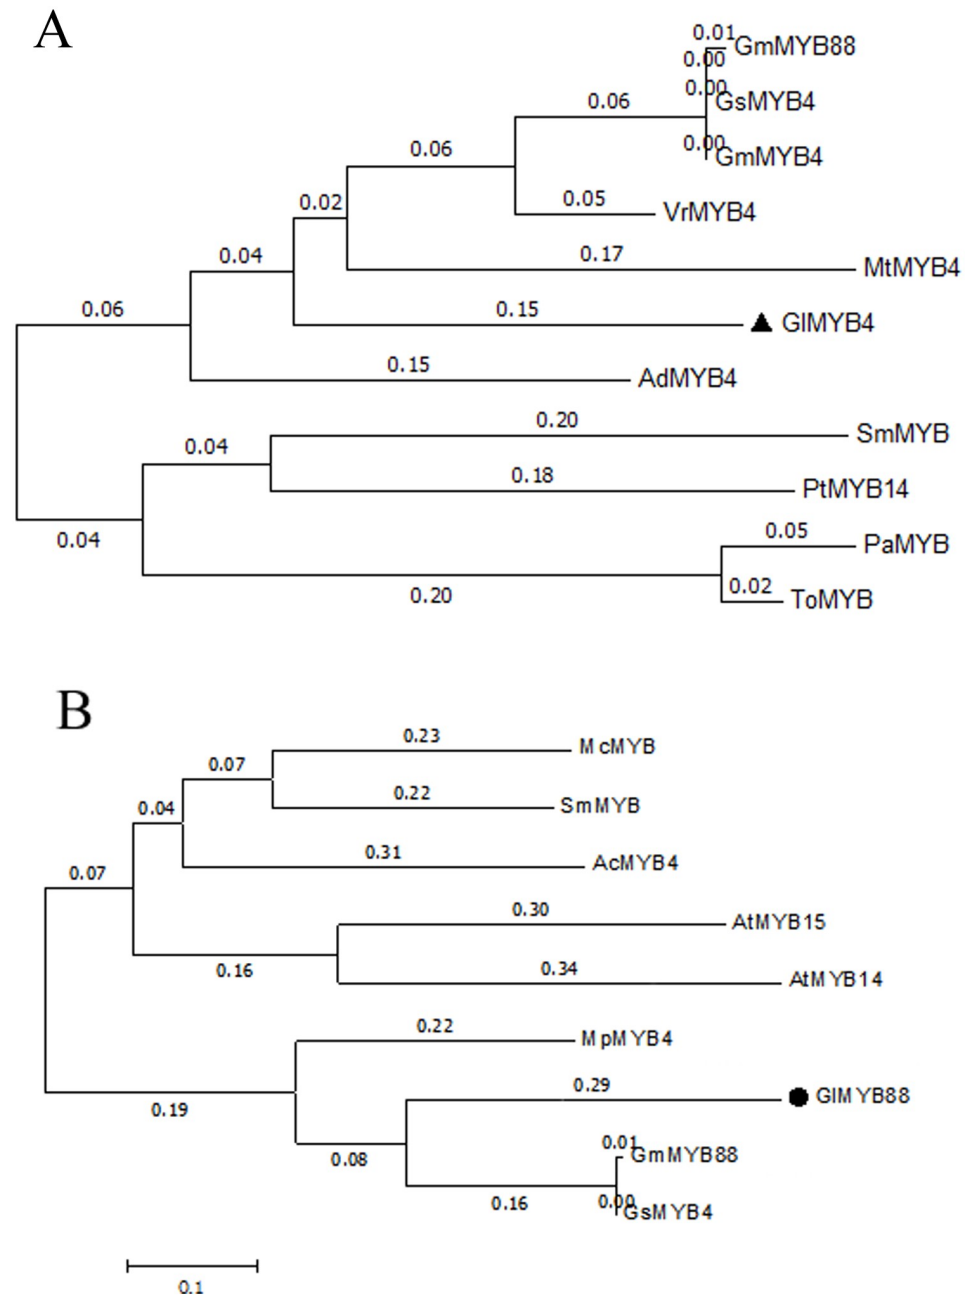 A
0.01
GmMYB88
0.00
0.00
GsMYB4
0.06
0.00
GmMYB4
0.06
0.05
VrMYB4
0.02
0.17
MtMYB4
0.04
0.15
GlMYB4
0.06
0.15
AdMYB4
0.20
SmMYB
0.04
0.18
PtMYB14
0.04
0.05
PaMYB
0.20
0.02
ToMYB
B
0.23
McMYB
0.07
0.22
SmMYB
0.04
0.31
AcMYB4
0.07
0.30
AtMYB15
0.16
0.34
AtMYB14
0.22
MpMYB4
0.19
0.29
GlMYB88
0.08
0.01
GmMYB88
0.16
0.00
GsMYB4
0.1